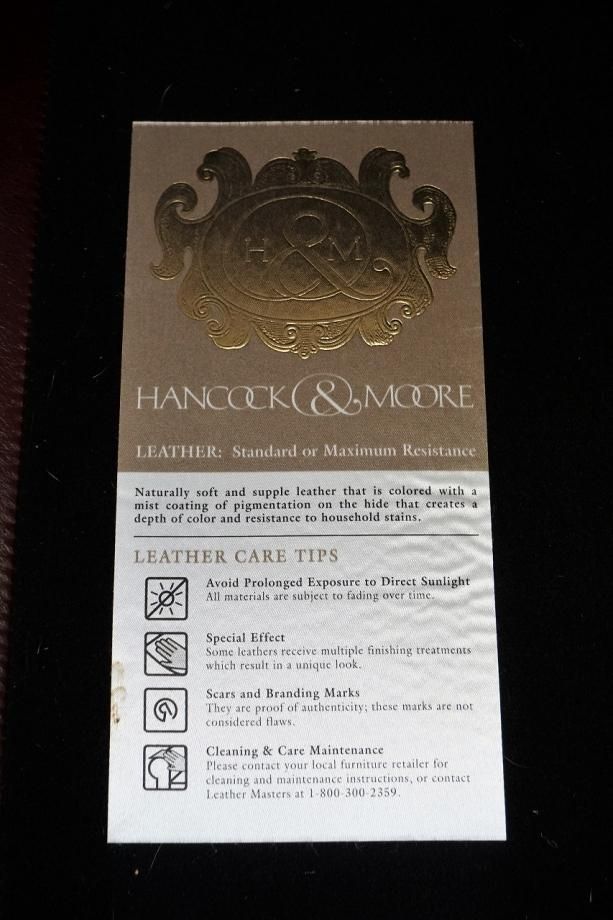 H & M
HANCOCK & MOORE
LEATHER: Standard or Maximum Resistance
Naturally soft and supple leather that is colored with a
mist coating of pigmentation on the hide that creates a
depth of color and resistance to household stains.
LEATHER CARE TIPS
Avoid Prolonged Exposure to Direct Sunlight
All materials are subject to fading over time.
Special Effect
Some leathers receive multiple finishing treatments
which result in a unique look.
Scars and Branding Marks
They are proof of authenticity; these marks are not
considered flaws.
Cleaning & Care Maintenance
Please contact your local furniture retailer for
cleaning and maintenance instructions, or contact
Leather Masters at 1-800-300-2359.